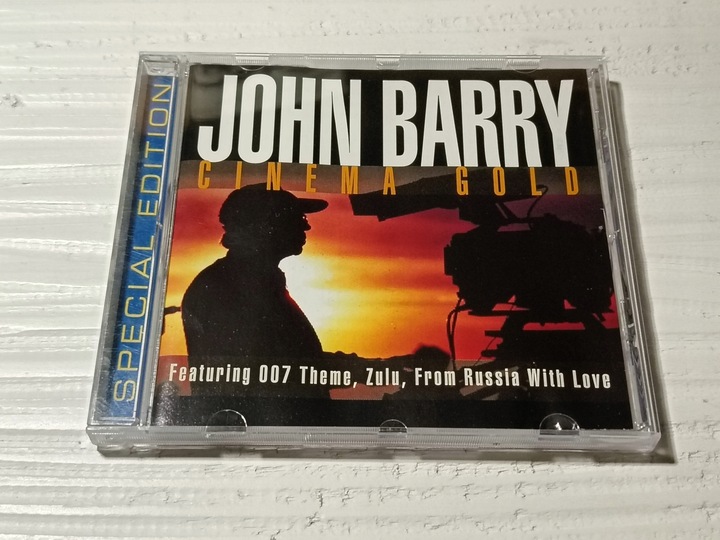 SPECIAL EDITION
JOHN BARRY
CINEMA GOLD
Featuring 007 Theme, Zulu, From Russia With Love